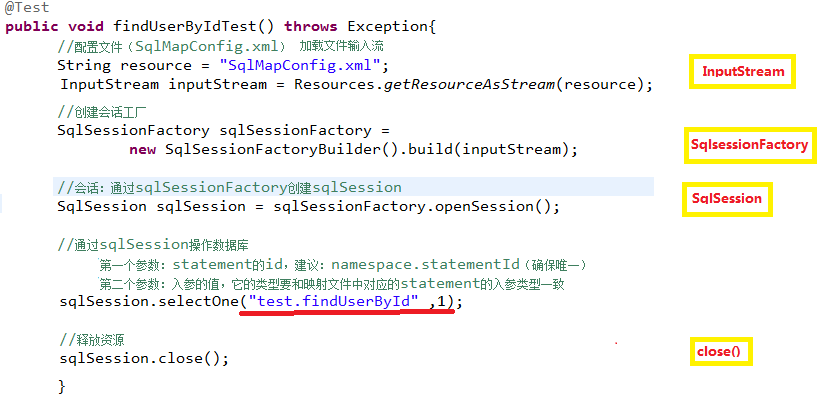 @Test
public void findUserByIdTest() throws Exception{
//配置文件（SqlMapConfig.xml） 加载文件输入流
String resource = "SqlMapConfig.xml";
InputStream inputStream = Resources.getResourceAsStream(resource);
InputStream
//创建会话工厂
SqlSessionFactory sqlSessionFactory =
new SqlSessionFactoryBuilder().build(inputStream);
SqlsessionFactory
//会话：通过sqlSessionFactory创建sqlSession
SqlSession sqlSession = sqlSessionFactory.openSession();
SqlSession
//通过sqlSession操作数据库
第一个参数：statement的id，建议：namespace.statementId（确保唯一）
第二个参数：入参的值，它的类型要和映射文件中对应的statement的入参类型一致
sqlSession.selectOne("test.findUserById" ,1);
//释放资源
sqlSession.close();
close()
}